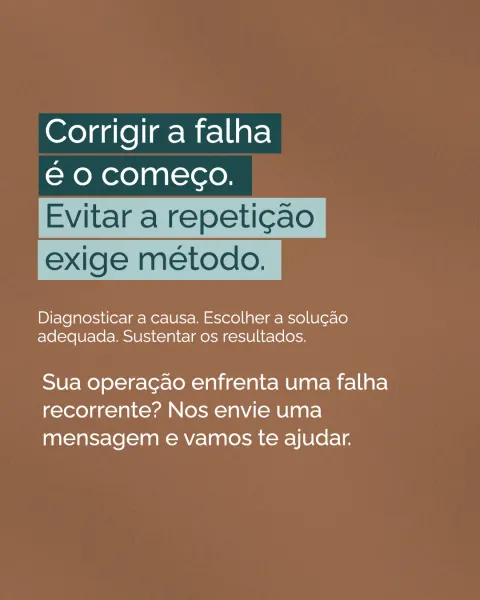 Corrigir a falha
é o começo.
Evitar a repetição
exige método.
Diagnosticar a causa. Escolher a solução
adequada. Sustentar os resultados.
Sua operação enfrenta uma falha
recorrente? Nos envie uma
mensagem e vamos te ajudar.